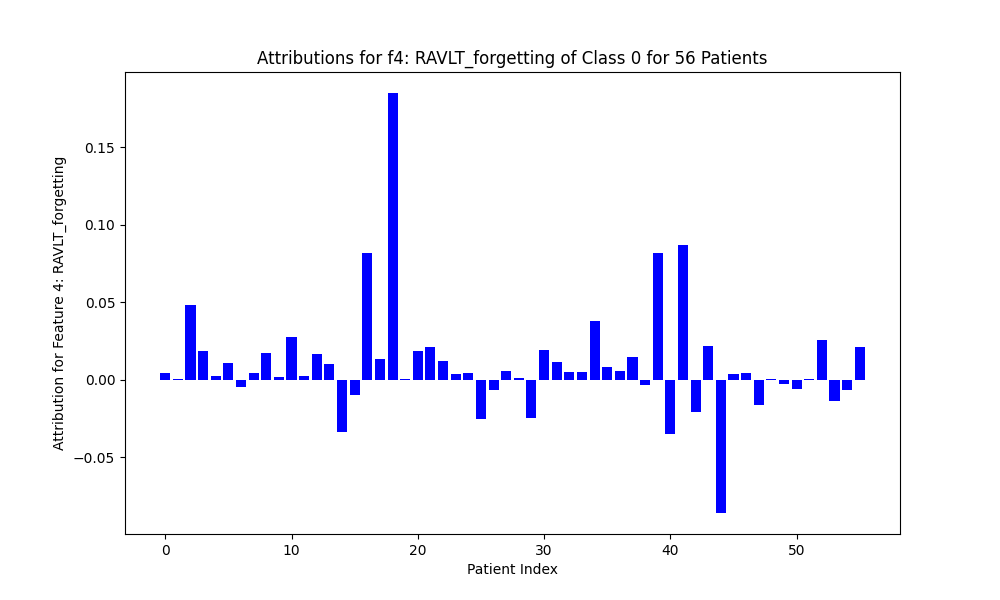 Attributions for f4: RAVLT_forgetting of Class 0 for 56 Patients
Attribution for Feature 4: RAVLT_forgetting
0.15
0.10
0.05
0.00
−0.05
0 10 20 30 40 50
Patient Index